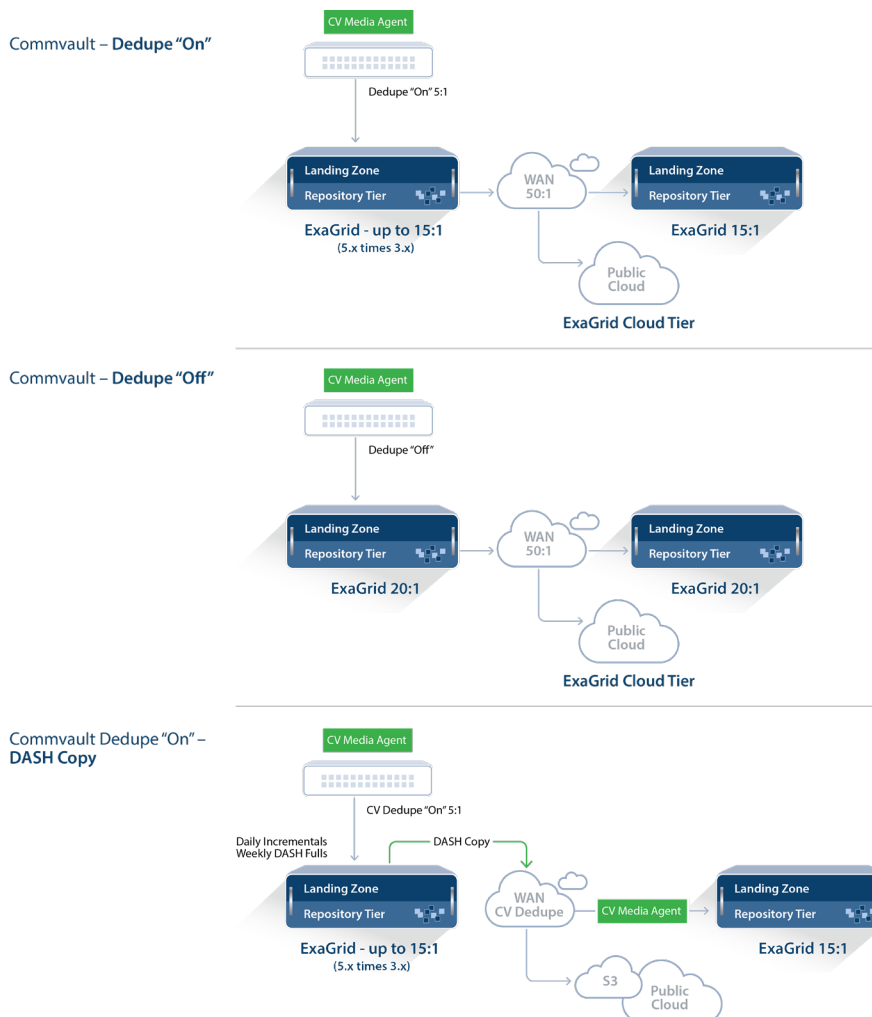 CV Media Agent
Commvault – Dedupe “On”
Dedupe “On” 5:1
Landing Zone
Repository Tier
WAN
50:1
Landing Zone
Repository Tier
ExaGrid - up to 15:1
(5.x times 3.x)
ExaGrid 15:1
Public
Cloud
ExaGrid Cloud Tier
Commvault – Dedupe “Off”
CV Media Agent
Dedupe “Off”
Landing Zone
Repository Tier
WAN
50:1
Landing Zone
Repository Tier
ExaGrid 20:1
ExaGrid 20:1
Public
Cloud
ExaGrid Cloud Tier
Commvault Dedupe “On” –
DASH Copy
CV Media Agent
CV Dedupe “On” 5:1
Daily Incrementals
Weekly DASH Fulls
DASH Copy
Landing Zone
Repository Tier
WAN
CV Dedupe
CV Media Agent
Landing Zone
Repository Tier
ExaGrid - up to 15:1
(5.x times 3.x)
ExaGrid 15:1
S3
Public
Cloud